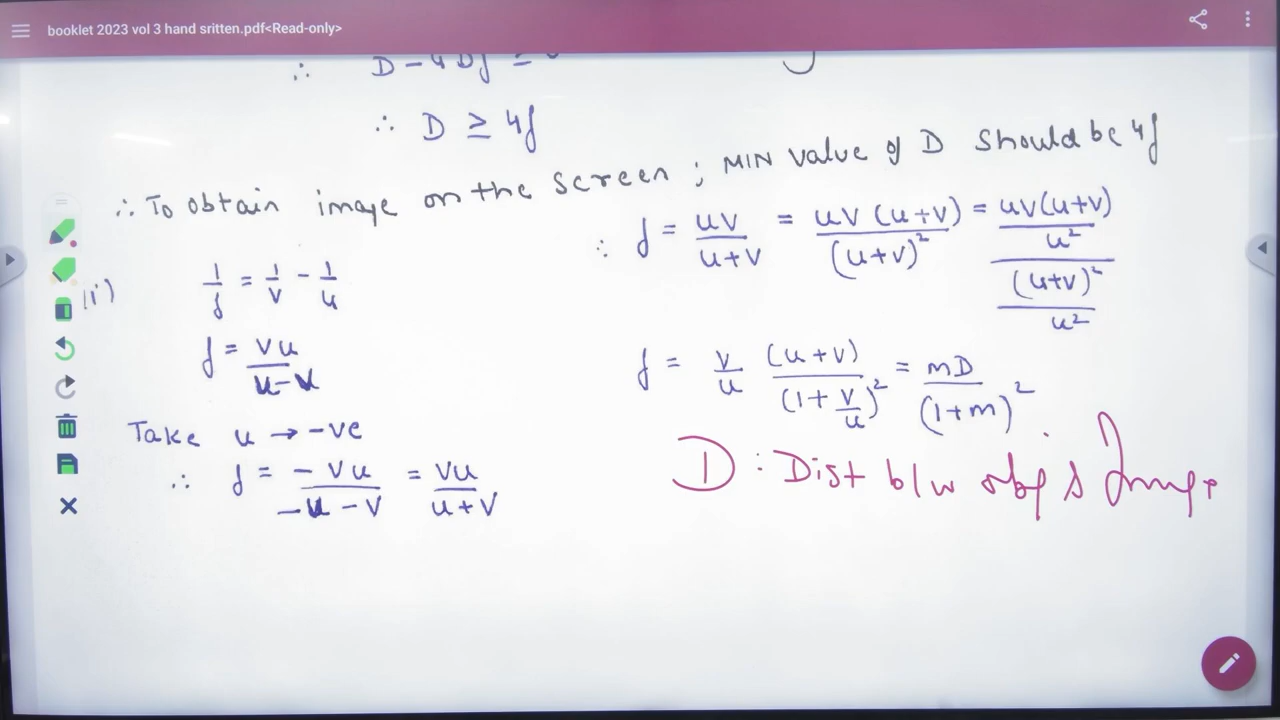 booklet 2023 vol 3 hand sritten.pdf<Read-only>
∴ D ≥ 4f
∴ To obtain image on the screen ; MIN value of D should be 4f
(i) 1/f = 1/v - 1/u
f = vu/u-v
Take u → -ve
∴ f = -vu/-u-v = vu/u+v
∴ f = uv/u+v = uv(u+v)/(u+v)² = uv(u+v)/u² / (u+v)²/u²
f = v/u (u+v)/(1+v/u)² = mD/(1+m)²
D : Dist b/w obj & Image